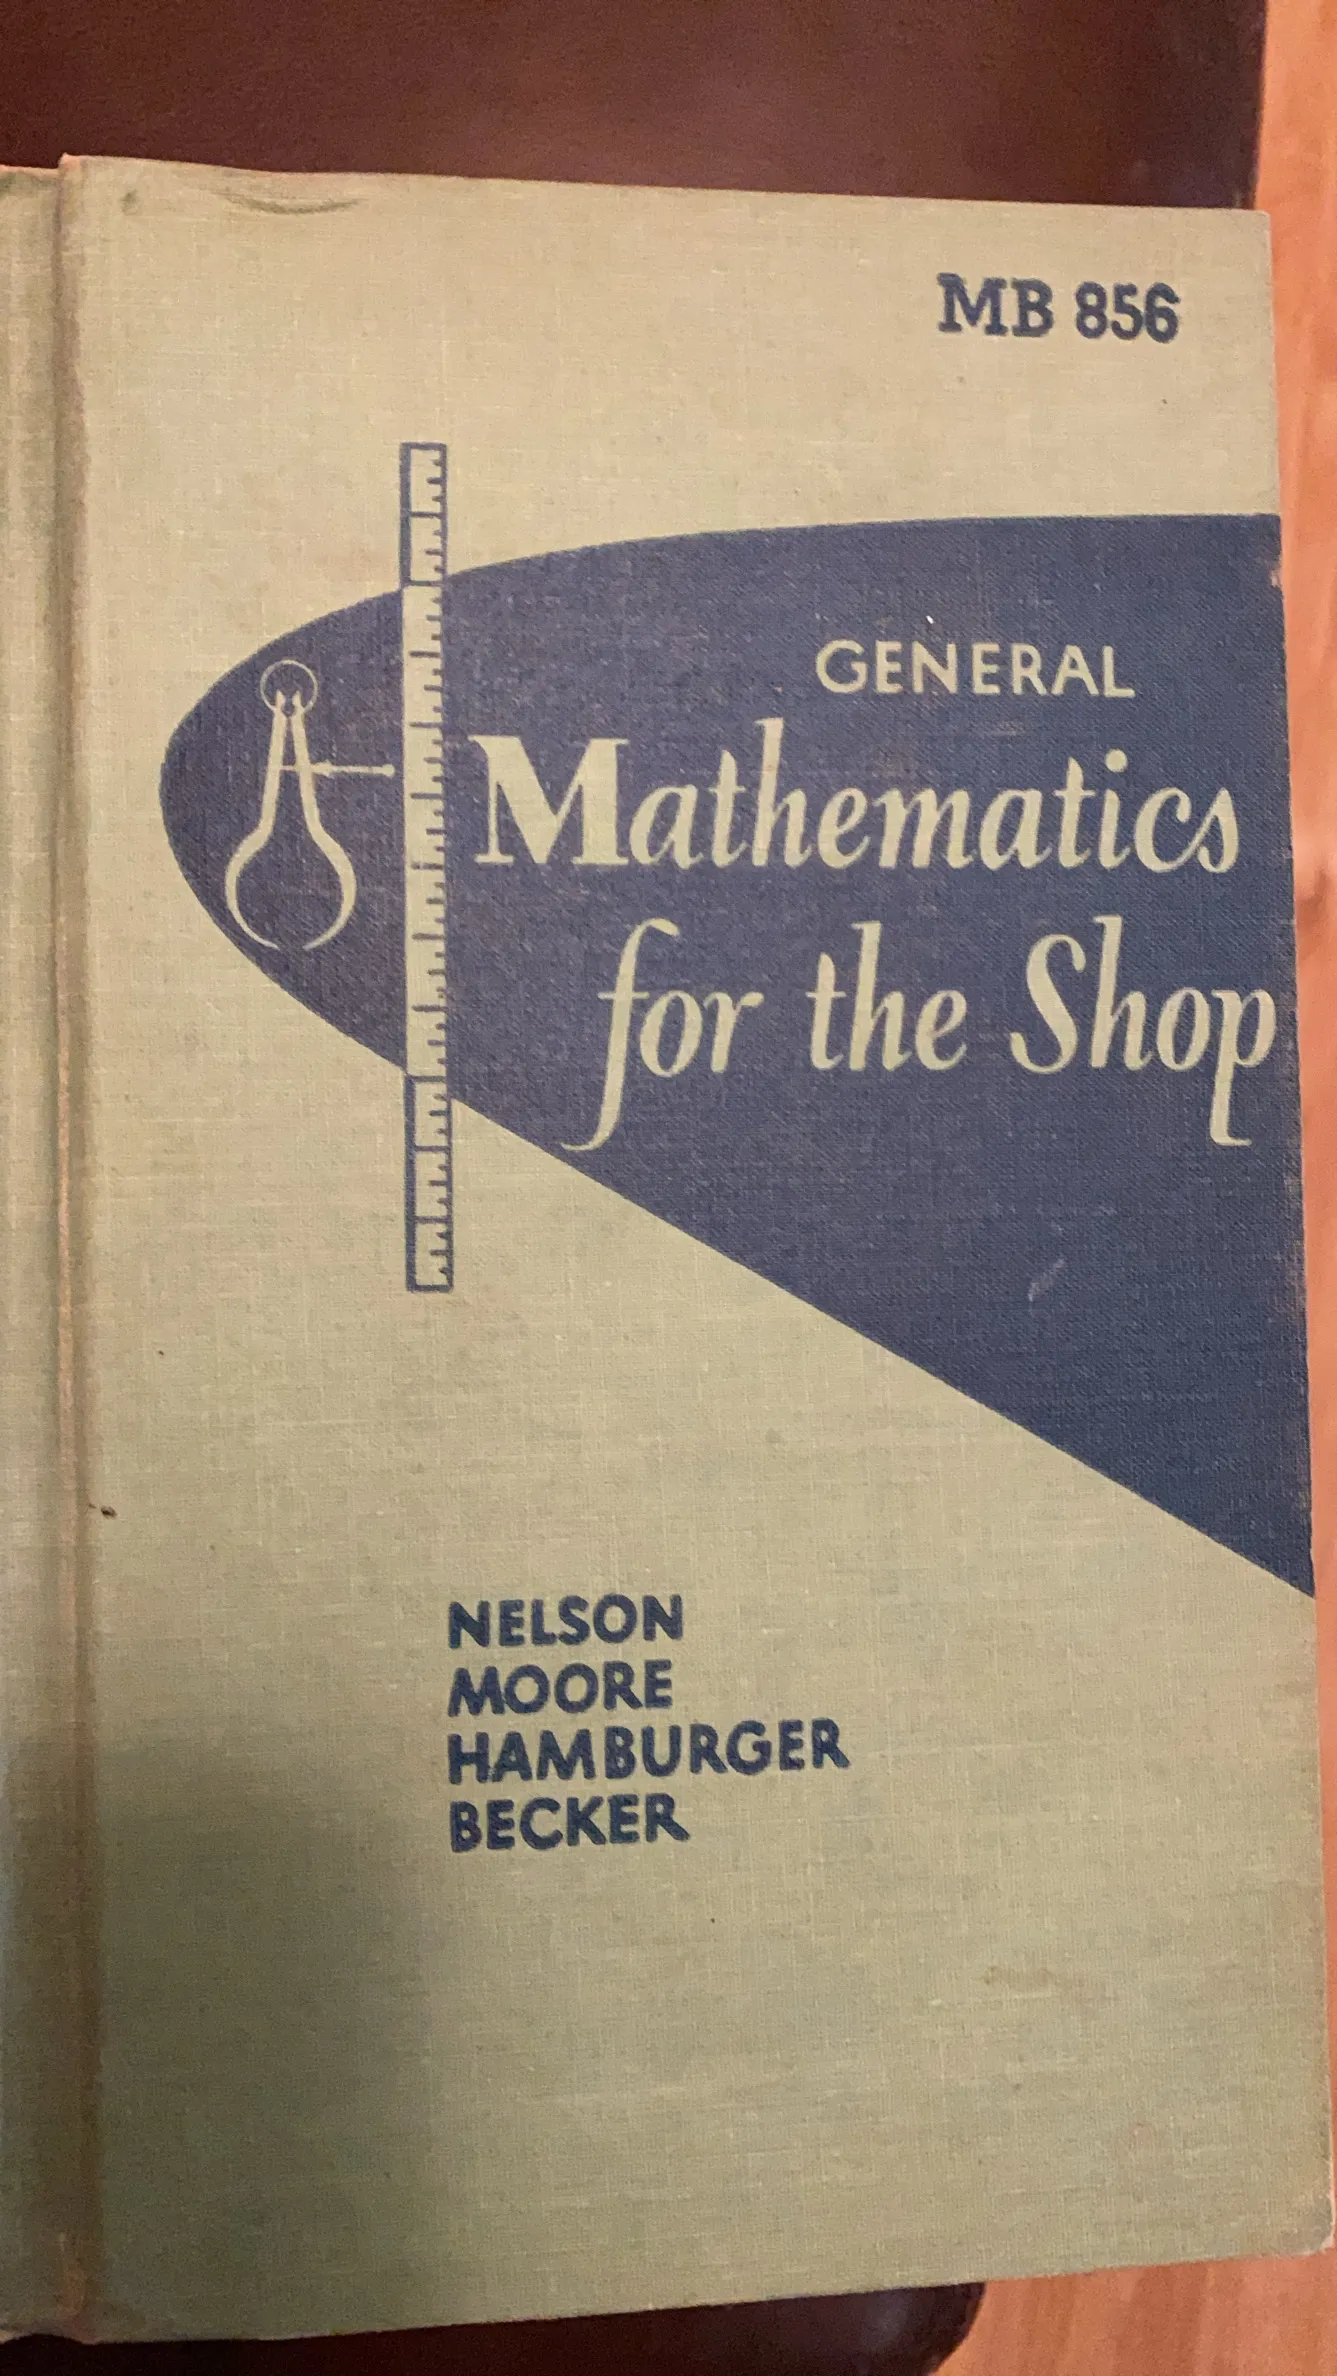 MB 856
GENERAL
Mathematics
for the Shop
NELSON
MOORE
HAMBURGER
BECKER